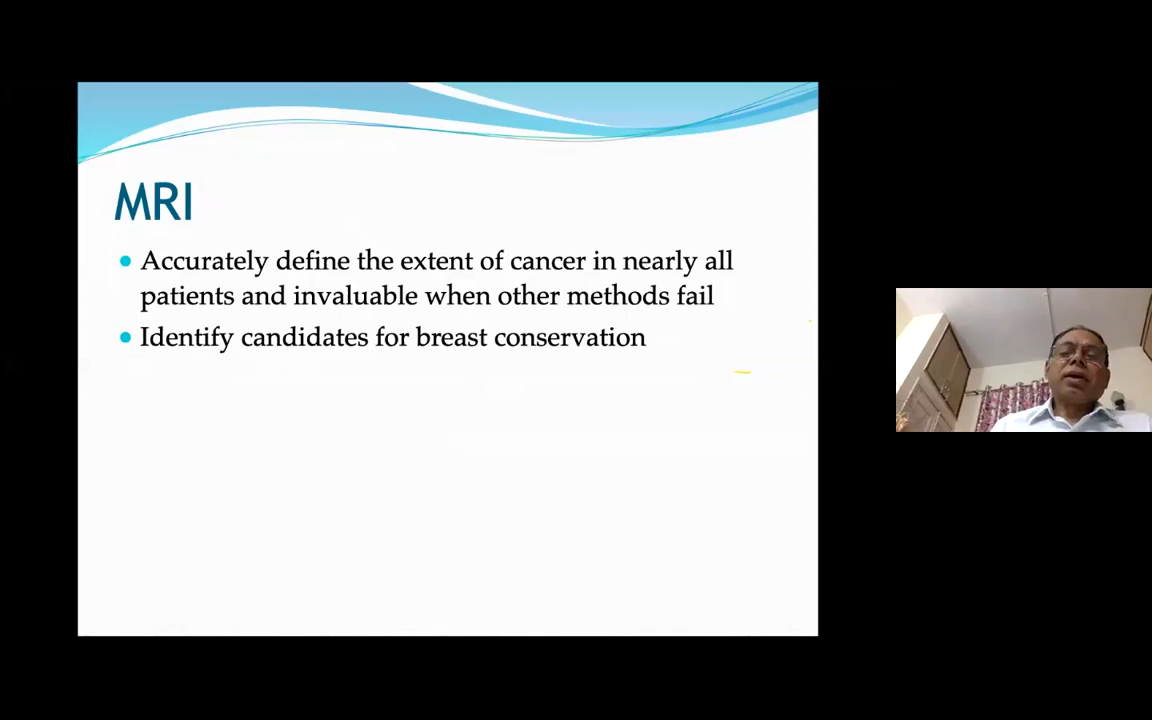 MRI
• Accurately define the extent of cancer in nearly all
patients and invaluable when other methods fail
• Identify candidates for breast conservation